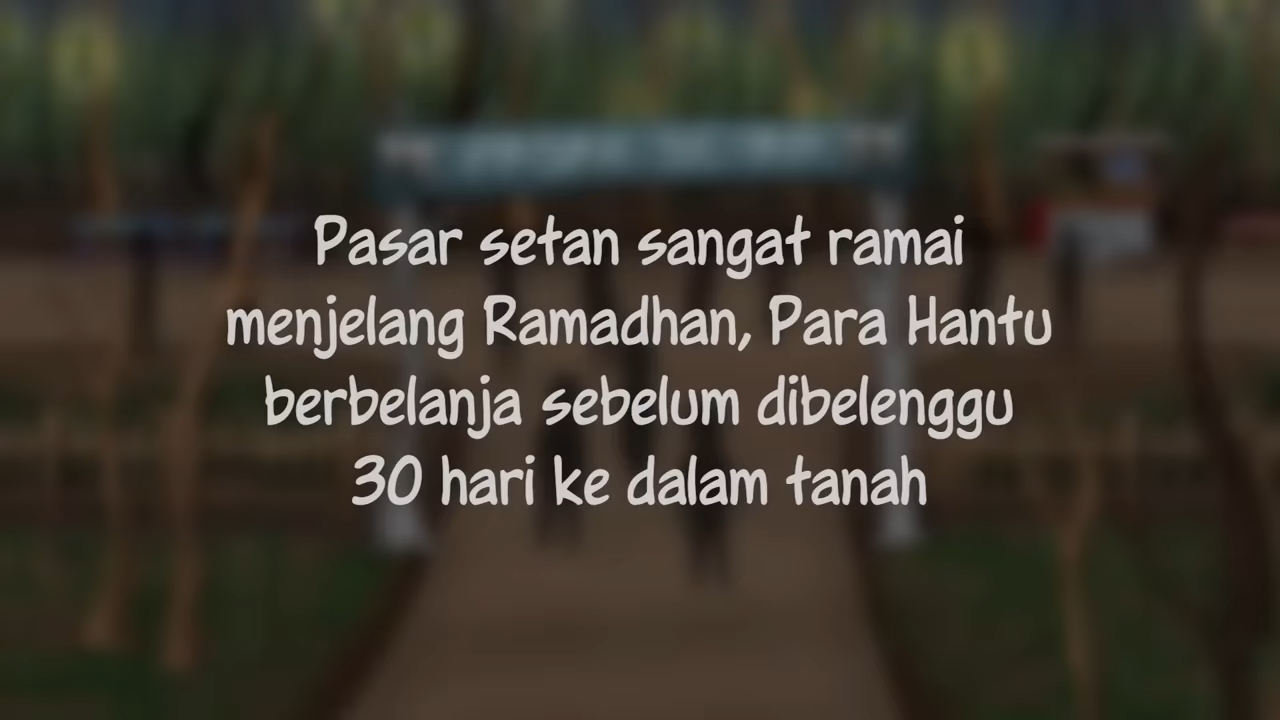 Pasar setan sangat ramai
menjelang Ramadhan, Para Hantu
berbelanja sebelum dibelenggu
30 hari ke dalam tanah